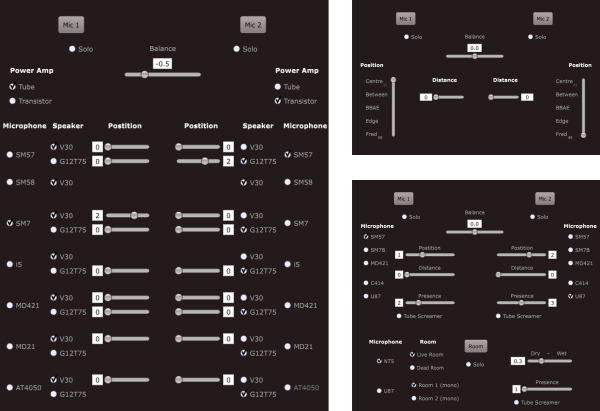 Mic 1 Mic 2
Solo Balance Solo
-0.5
Power Amp Power Amp
Tube Tube
Transistor Transistor
Microphone Speaker Postition Postition Speaker Microphone
SM57 V30 0 0 V30 SM57
G12T75 0 2 G12T75
SM58 V30 V30 SM58
SM7 V30 2 0 V30 SM7
G12T75 0 0 G12T75
i5 V30 V30 i5
G12T75 0 0 G12T75
MD421 V30 0 0 V30 MD421
G12T75 0 0 G12T75
MD21 V30 0 0 V30 MD21
G12T75 G12T75
AT4050 V30 0 0 V30 AT4050
G12T75 G12T75
Mic 1 Mic 2
Solo Balance Solo
0.0
Position Position
Centre Distance Distance Centre
Between 0 0 Between
BBAE BBAE
Edge Edge
Fred Fred
Mic 1 Mic 2
Solo Balance Solo
0.0
Microphone Microphone
SM57 SM57
SM7B Postition Postition SM7B
1 2
MD421 Distance Distance MD421
0 0
C414 C414
U87 Presence Presence U87
2 3
Tube Screamer Tube Screamer
Microphone Room Room Dry - Wet
NT5 Live Room Solo 0.3
Dead Room
U87 Room 1 (mono) Presence
Room 2 (mono) 1
Tube Screamer